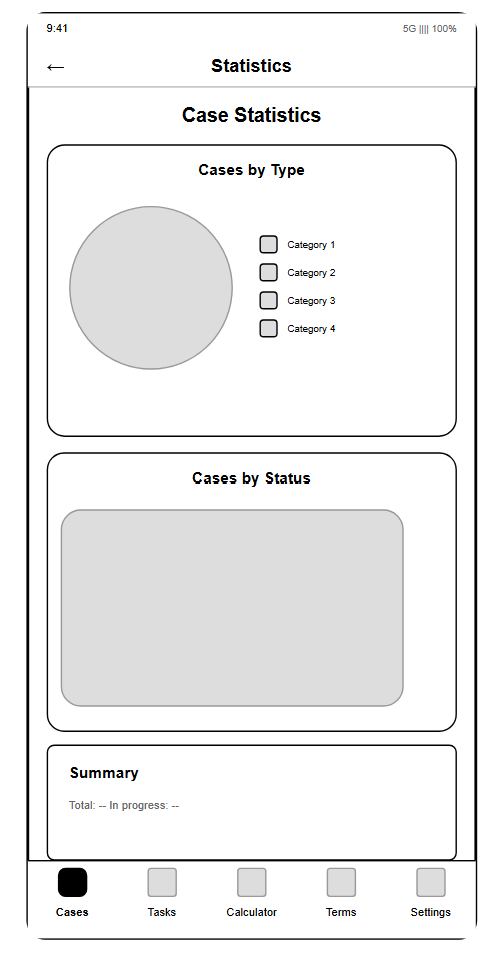 9:41 5G |||| 100%
← Statistics
Case Statistics
Cases by Type
Category 1
Category 2
Category 3
Category 4
Cases by Status
Summary
Total: -- In progress: --
Cases Tasks Calculator Terms Settings